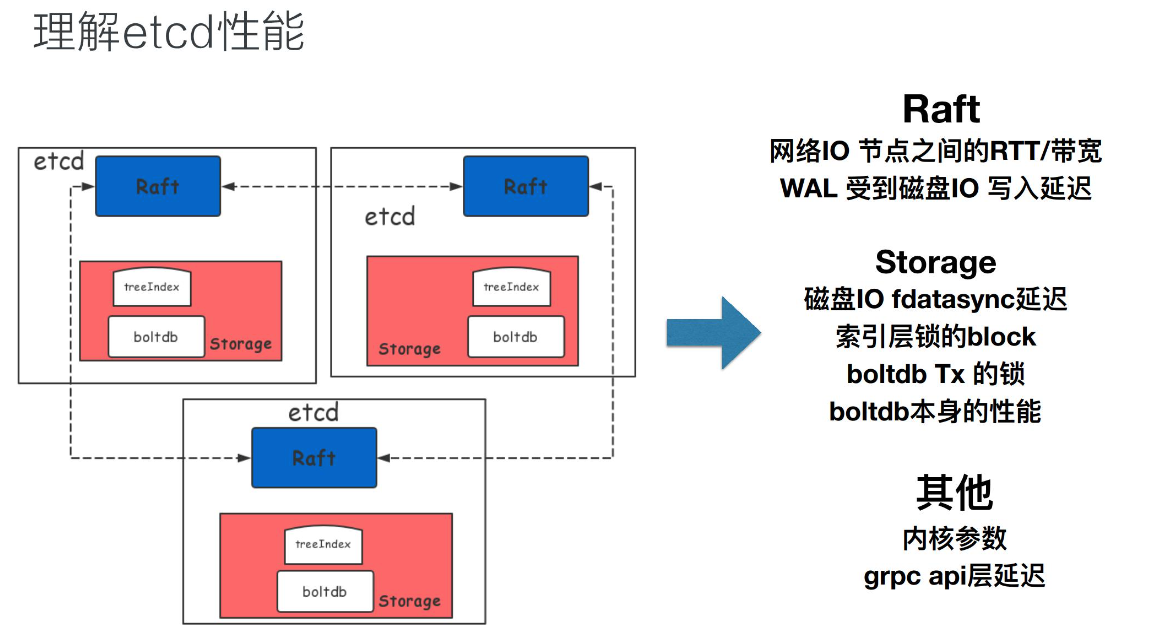 理解etcd性能
etcd
Raft
treeIndex
boltdb
Storage
Raft
etcd
treeIndex
boltdb
Storage
etcd
Raft
treeIndex
boltdb
Storage
Raft
网络IO 节点之间的RTT/带宽
WAL 受到磁盘IO 写入延迟
Storage
磁盘IO fdatasync延迟
索引层锁的block
boltdb Tx 的锁
boltdb本身的性能
其他
内核参数
grpc api层延迟